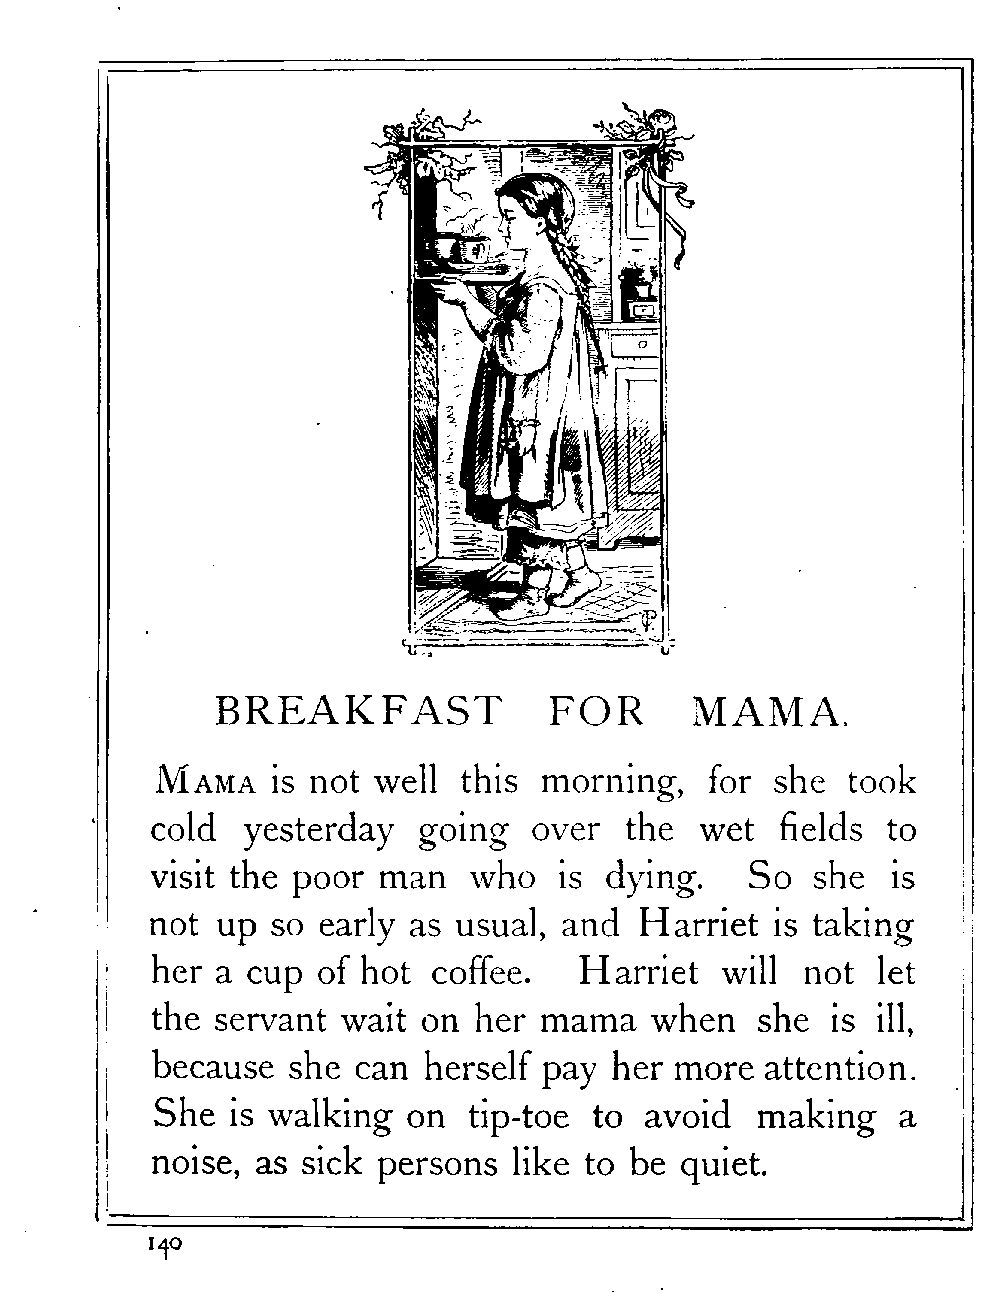 BREAKFAST FOR MAMA.
MAMA is not well this morning, for she took
cold yesterday going over the wet fields to
visit the poor man who is dying. So she is
not up so early as usual, and Harriet is taking
her a cup of hot coffee. Harriet will not let
the servant wait on her mama when she is ill,
because she can herself pay her more attention.
She is walking on tip-toe to avoid making a
noise, as sick persons like to be quiet.
140